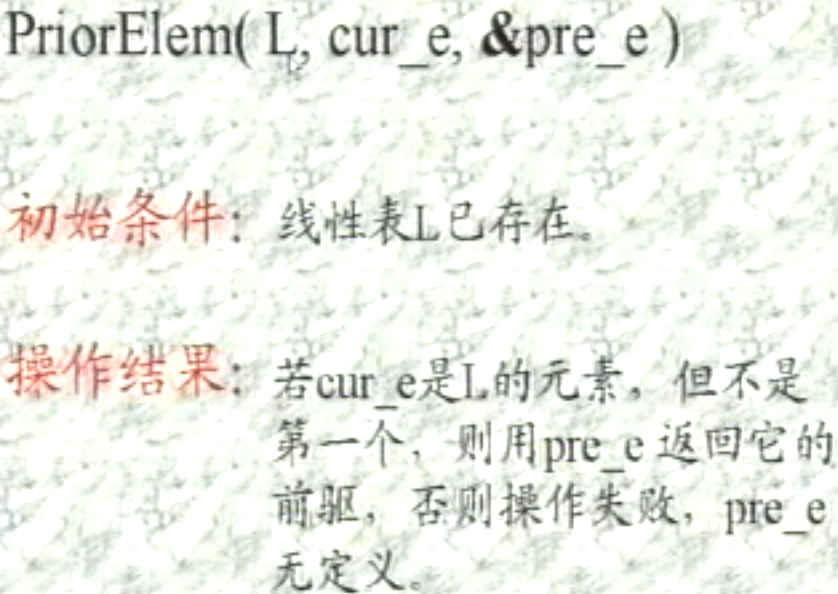 PriorElem( L, cur_e, &pre_e )
初始条件：线性表L已存在。
操作结果：若cur_e是L的元素，但不是
第一个，则用pre_e 返回它的
前驱，否则操作失败，pre_e
无定义。